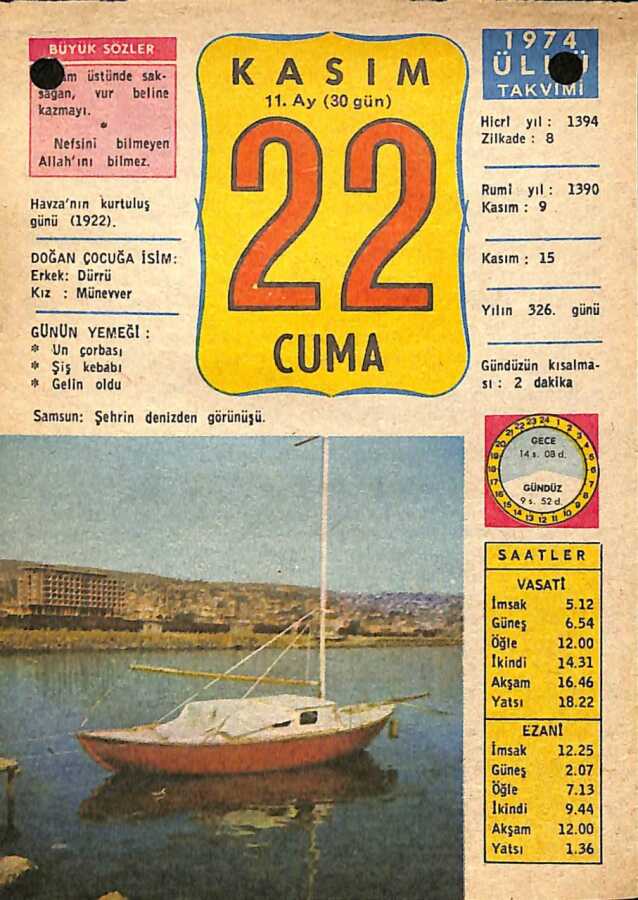 BÜYÜK SÖZLER
üstünde sak-
sağan, vur beline
kazmayı.
*
Nefsini bilmeyen
Allah'ını bilmez.
Havza'nın kurtuluş
günü (1922).
DOĞAN ÇOCUĞA İSİM:
Erkek: Dürrü
Kız : Münevver
GÜNÜN YEMEĞİ :
* Un çorbası
* Şiş kebabı
* Gelin oldu
KASIM
11. Ay (30 gün)
22
CUMA
1974
ÜLKÜ
TAKVİMİ
Hicrî yıl : 1394
Zilkade : 8
Rumî yıl : 1390
Kasım : 9
Kasım : 15
Yılın 326. günü
Gündüzün kısalma-
sı : 2 dakika
Samsun: Şehrin denizden görünüşü.
GECE
14 s. 08 d.
GÜNDÜZ
9 s. 52 d.
SAATLER
VASATİ
İmsak 5.12
Güneş 6.54
Öğle 12.00
İkindi 14.31
Akşam 16.46
Yatsı 18.22
EZANİ
İmsak 12.25
Güneş 2.07
Öğle 7.13
İkindi 9.44
Akşam 12.00
Yatsı 1.36